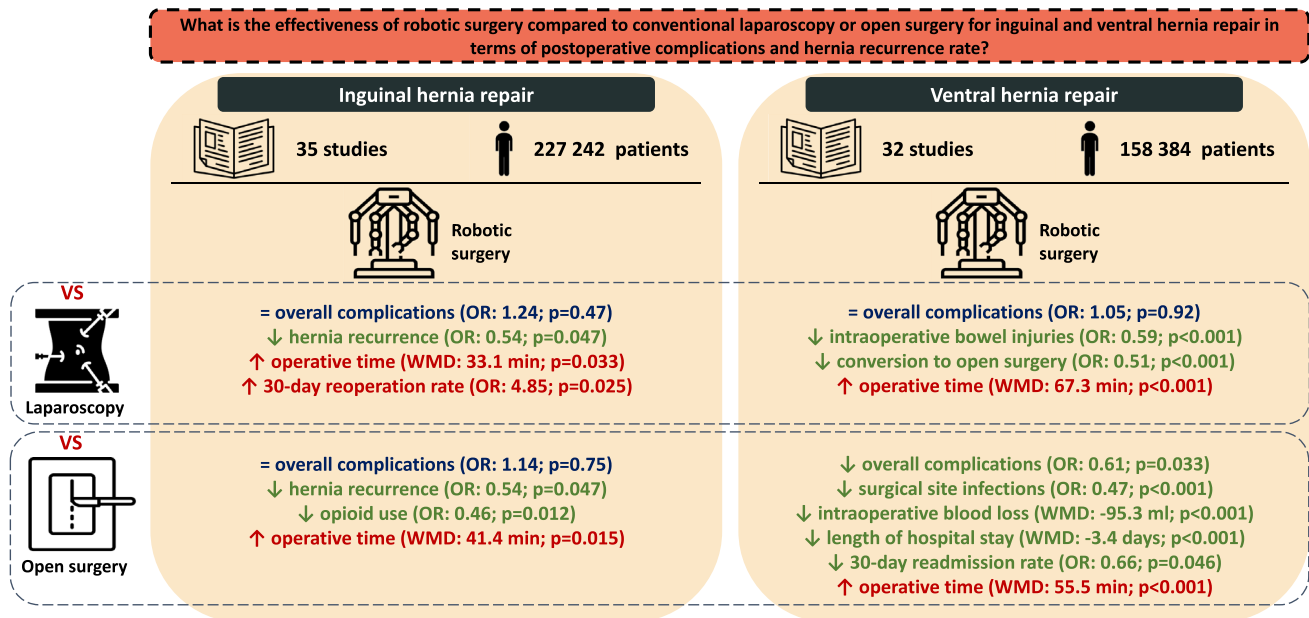 What is the effectiveness of robotic surgery compared to conventional laparoscopy or open surgery for inguinal and ventral hernia repair in
terms of postoperative complications and hernia recurrence rate?
Inguinal hernia repair
35 studies
227 242 patients
Robotic
surgery
Ventral hernia repair
32 studies
158 384 patients
Robotic
surgery
VS
Laparoscopy
= overall complications (OR: 1.24; p=0.47)
↓ hernia recurrence (OR: 0.54; p=0.047)
↑ operative time (WMD: 33.1 min; p=0.033)
↑ 30-day reoperation rate (OR: 4.85; p=0.025)
= overall complications (OR: 1.05; p=0.92)
↓ intraoperative bowel injuries (OR: 0.59; p<0.001)
↓ conversion to open surgery (OR: 0.51; p<0.001)
↑ operative time (WMD: 67.3 min; p<0.001)
VS
Open surgery
= overall complications (OR: 1.14; p=0.75)
↓ hernia recurrence (OR: 0.54; p=0.047)
↓ opioid use (OR: 0.46; p=0.012)
↑ operative time (WMD: 41.4 min; p=0.015)
↓ overall complications (OR: 0.61; p=0.033)
↓ surgical site infections (OR: 0.47; p<0.001)
↓ intraoperative blood loss (WMD: -95.3 ml; p<0.001)
↓ length of hospital stay (WMD: -3.4 days; p<0.001)
↓ 30-day readmission rate (OR: 0.66; p=0.046)
↑ operative time (WMD: 55.5 min; p<0.001)